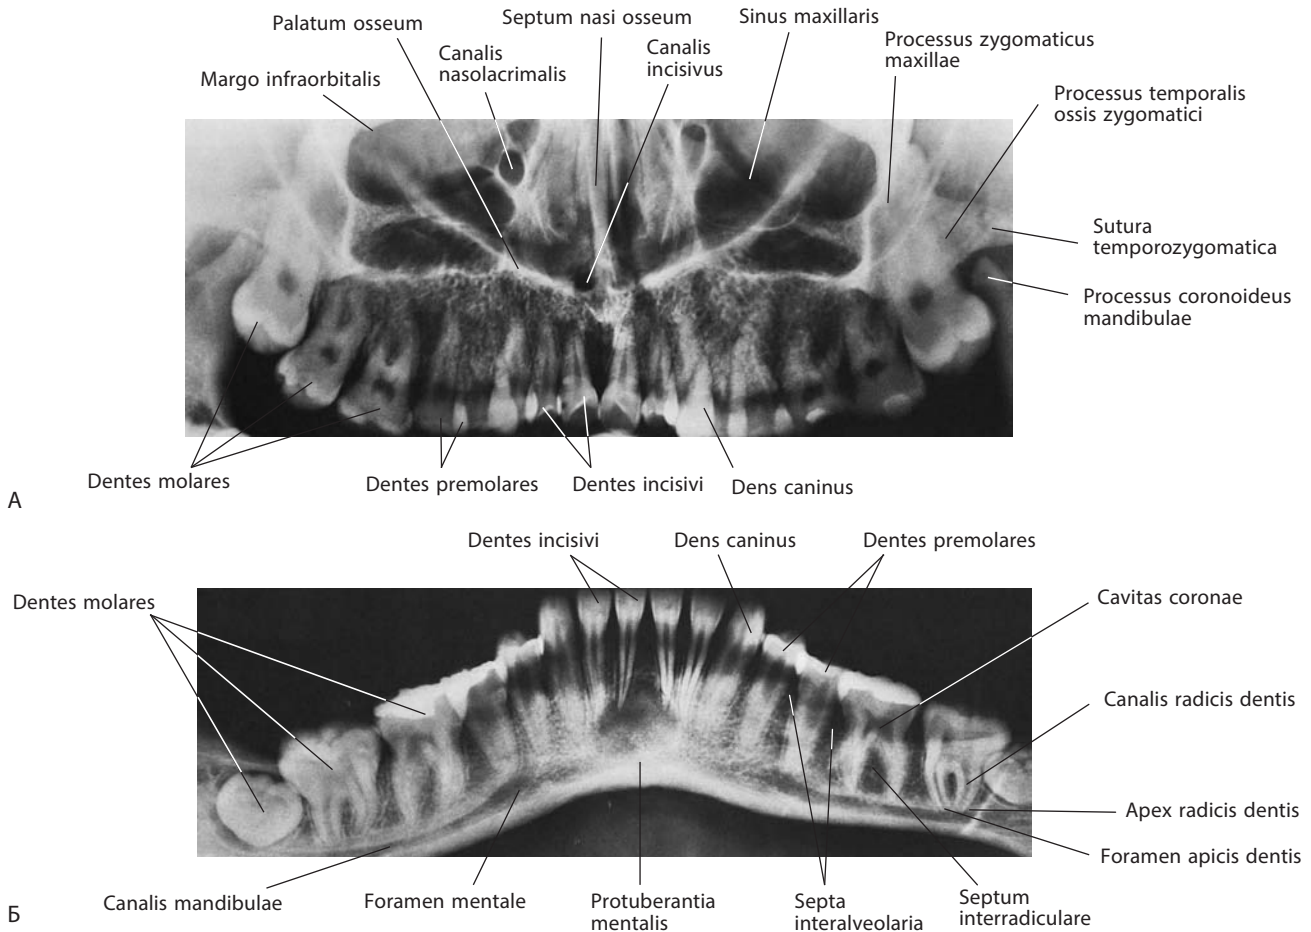 Palatum osseum
Septum nasi osseum
Sinus maxillaris
Canalis
nasolacrimalis
Canalis
incisivus
Processus zygomaticus
maxillae
Margo infraorbitalis
Processus temporalis
ossis zygomatici
Sutura
temporozygomatica
Processus coronoideus
mandibulae
Dentes molares
Dentes premolares
Dentes incisivi
Dens caninus
А
Dentes incisivi
Dens caninus
Dentes premolares
Dentes molares
Cavitas coronae
Canalis radicis dentis
Apex radicis dentis
Foramen apicis dentis
Canalis mandibulae
Foramen mentale
Protuberantia
mentalis
Septa
interalveolaria
Septum
interradiculare
Б